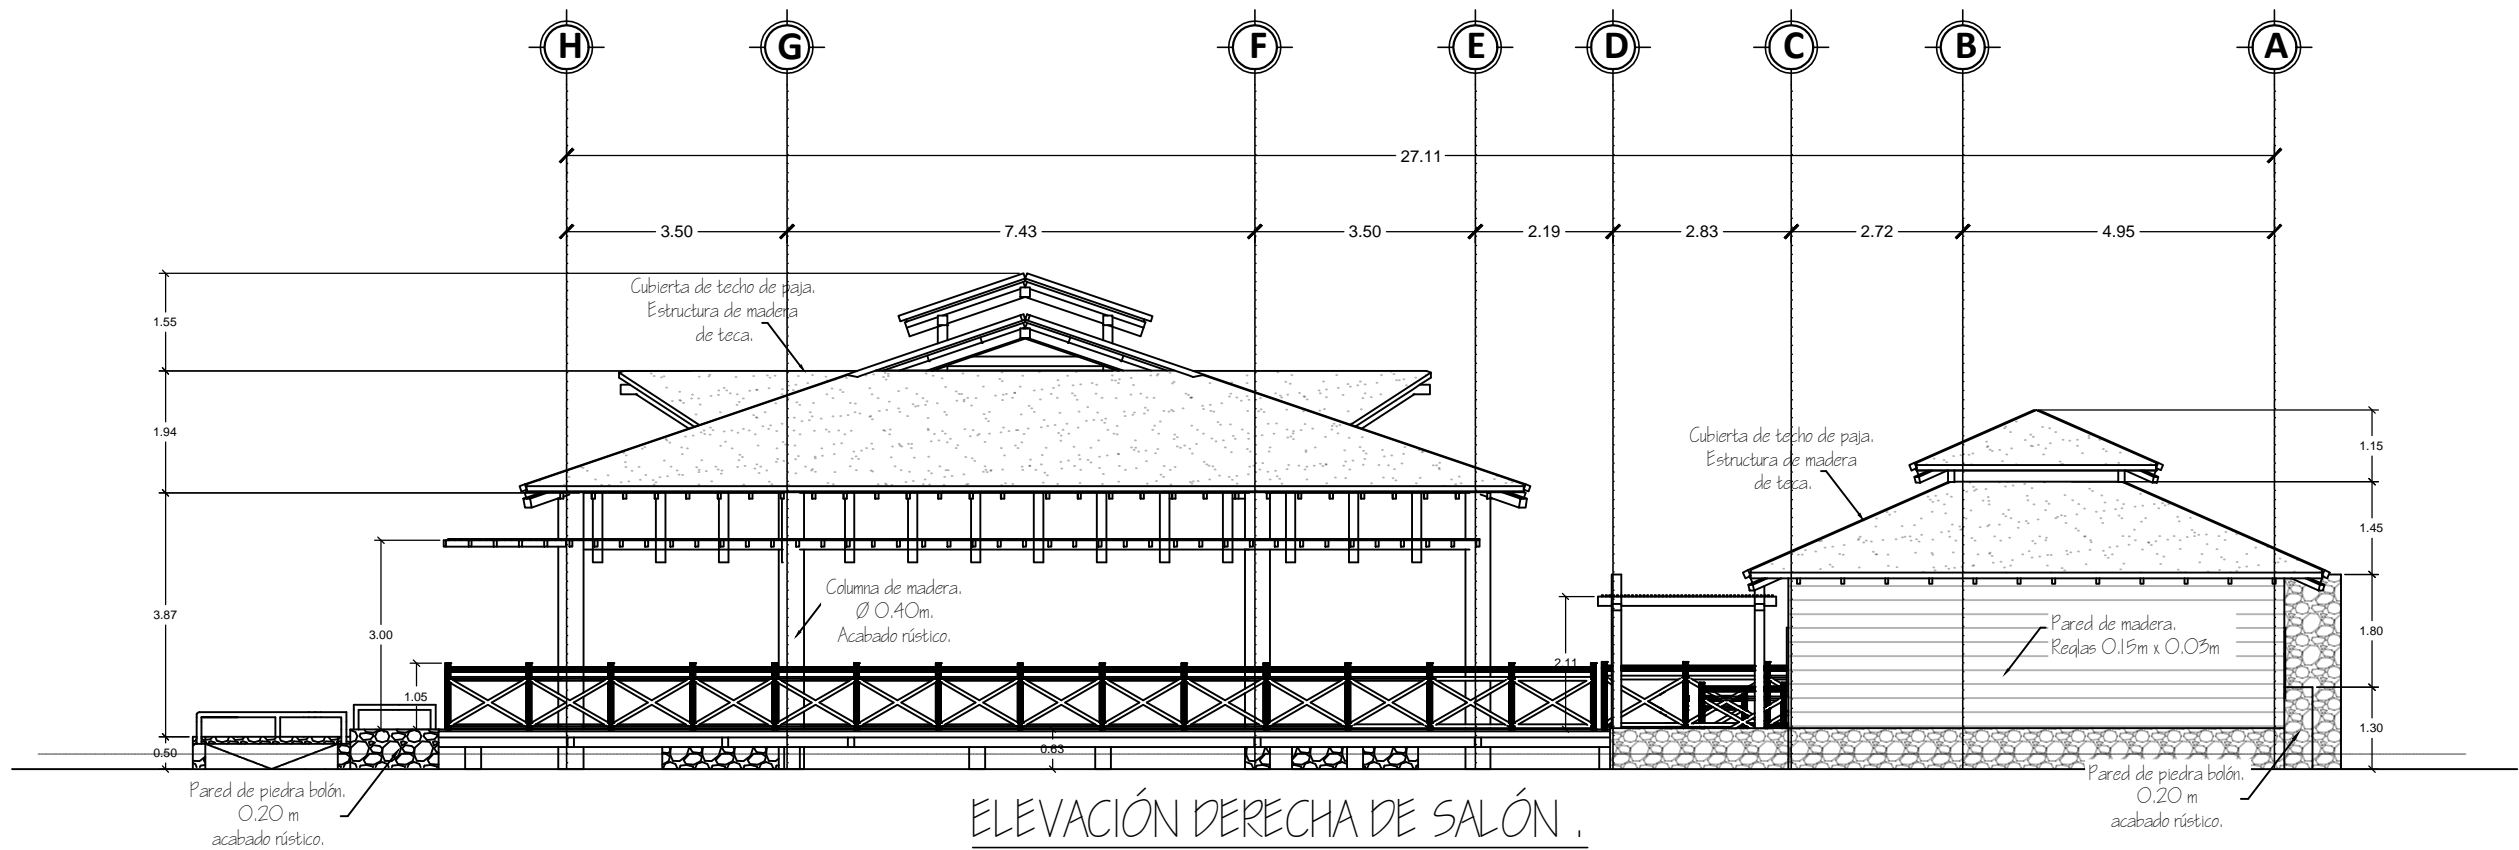 H G F E D C B A
27.11
3.50 7.43 3.50 2.19 2.83 2.72 4.95
Cubierta de techo de paja.
Estructura de madera
de teca.
1.55
1.94
3.87
0.50
3.00
1.05
Columna de madera.
Ø 0.40m.
Acabado rústico.
0.63
2.11
Cubierta de techo de paja.
Estructura de madera
de teca.
1.15
1.45
1.80
1.30
Pared de madera.
Reglas 0.15m x 0.03m
Pared de piedra bolón.
0.20 m
acabado rústico.
Pared de piedra bolón.
0.20 m
acabado rústico.
ELEVACIÓN DERECHA DE SALÓN .